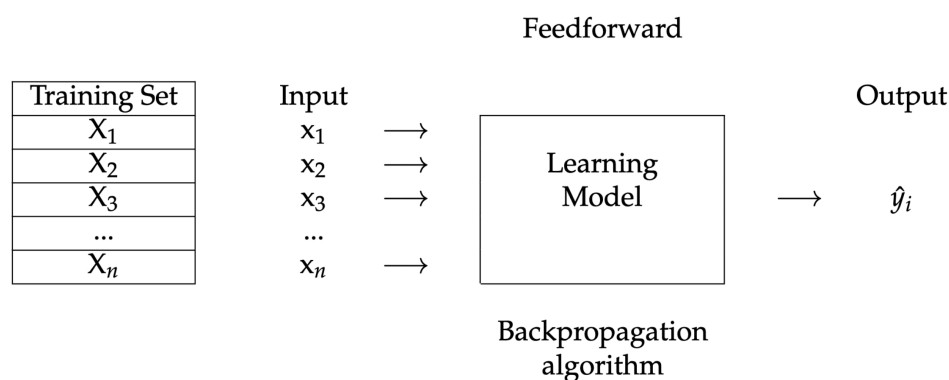 Feedforward
Training Set Input Output
X₁ x₁ ⟶
X₂ x₂ ⟶ Learning
X₃ x₃ ⟶ Model ⟶ ŷᵢ
... ...
Xₙ xₙ ⟶
Backpropagation
algorithm